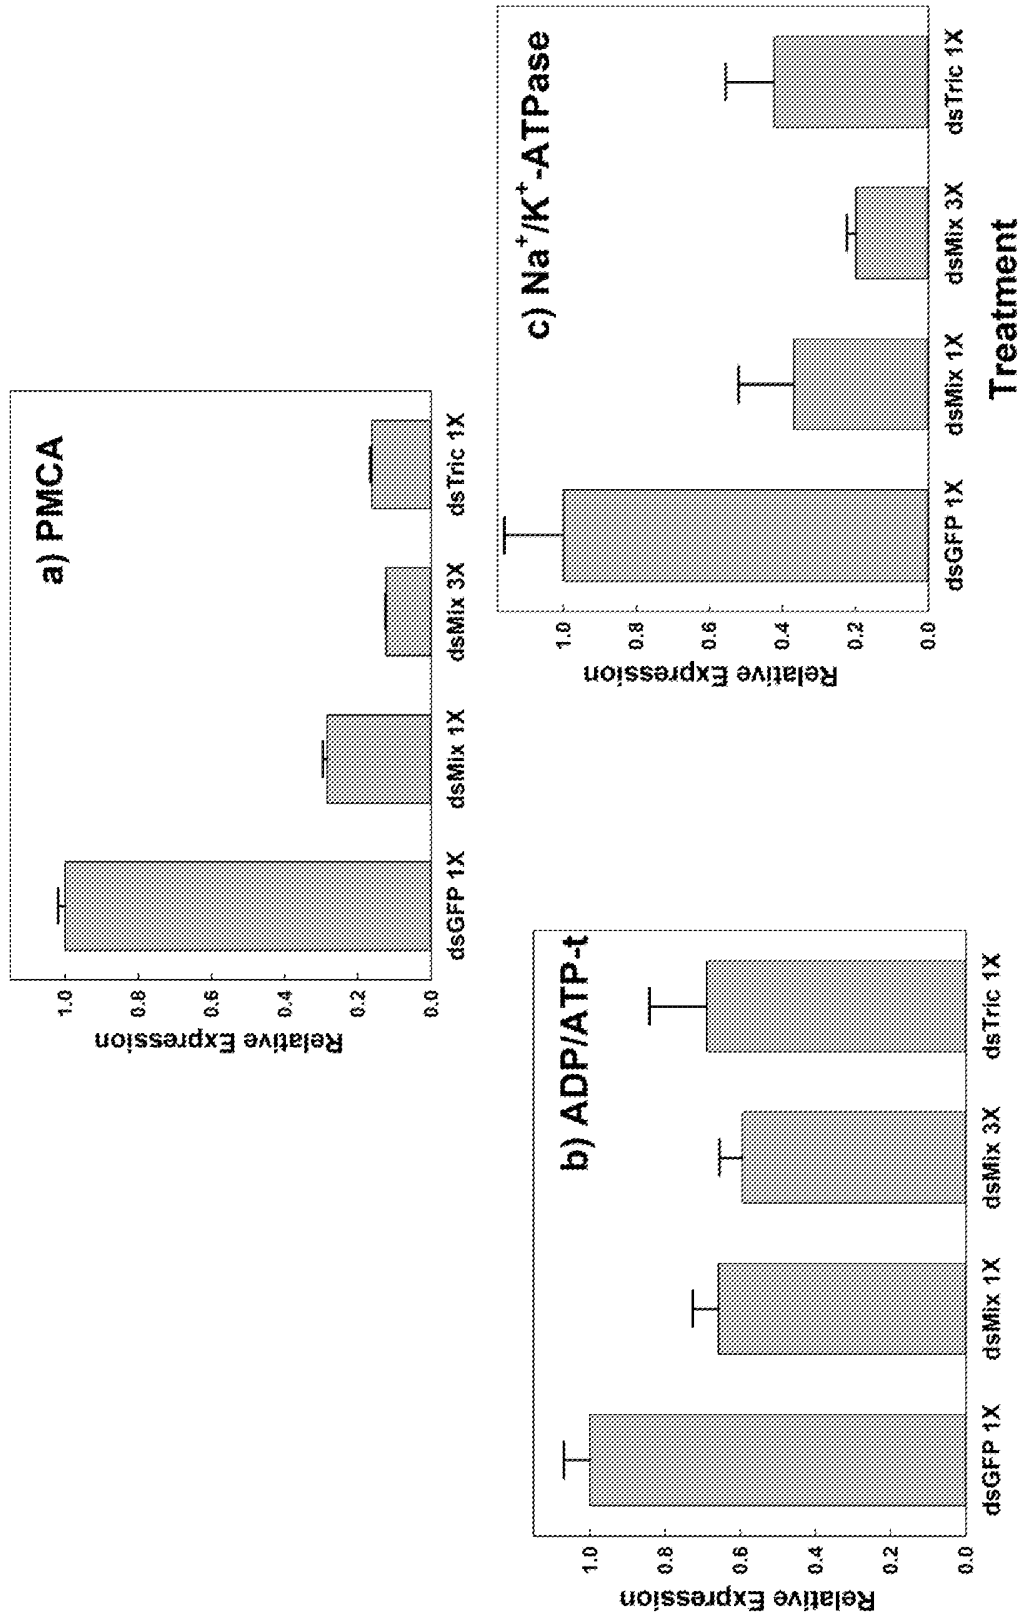 a) PMCA
Relative Expression
1.0
0.8
0.6
0.4
0.2
0.0
dsGFP 1X
dsMix 1X
dsMix 3X
dsTric 1X
b) ADP/ATP-t
Relative Expression
1.0
0.8
0.6
0.4
0.2
0.0
dsGFP 1X
dsMix 1X
dsMix 3X
dsTric 1X
c) Na⁺/K⁺-ATPase
Relative Expression
1.0
0.8
0.6
0.4
0.2
0.0
dsGFP 1X
dsMix 1X
dsMix 3X
dsTric 1X
Treatment